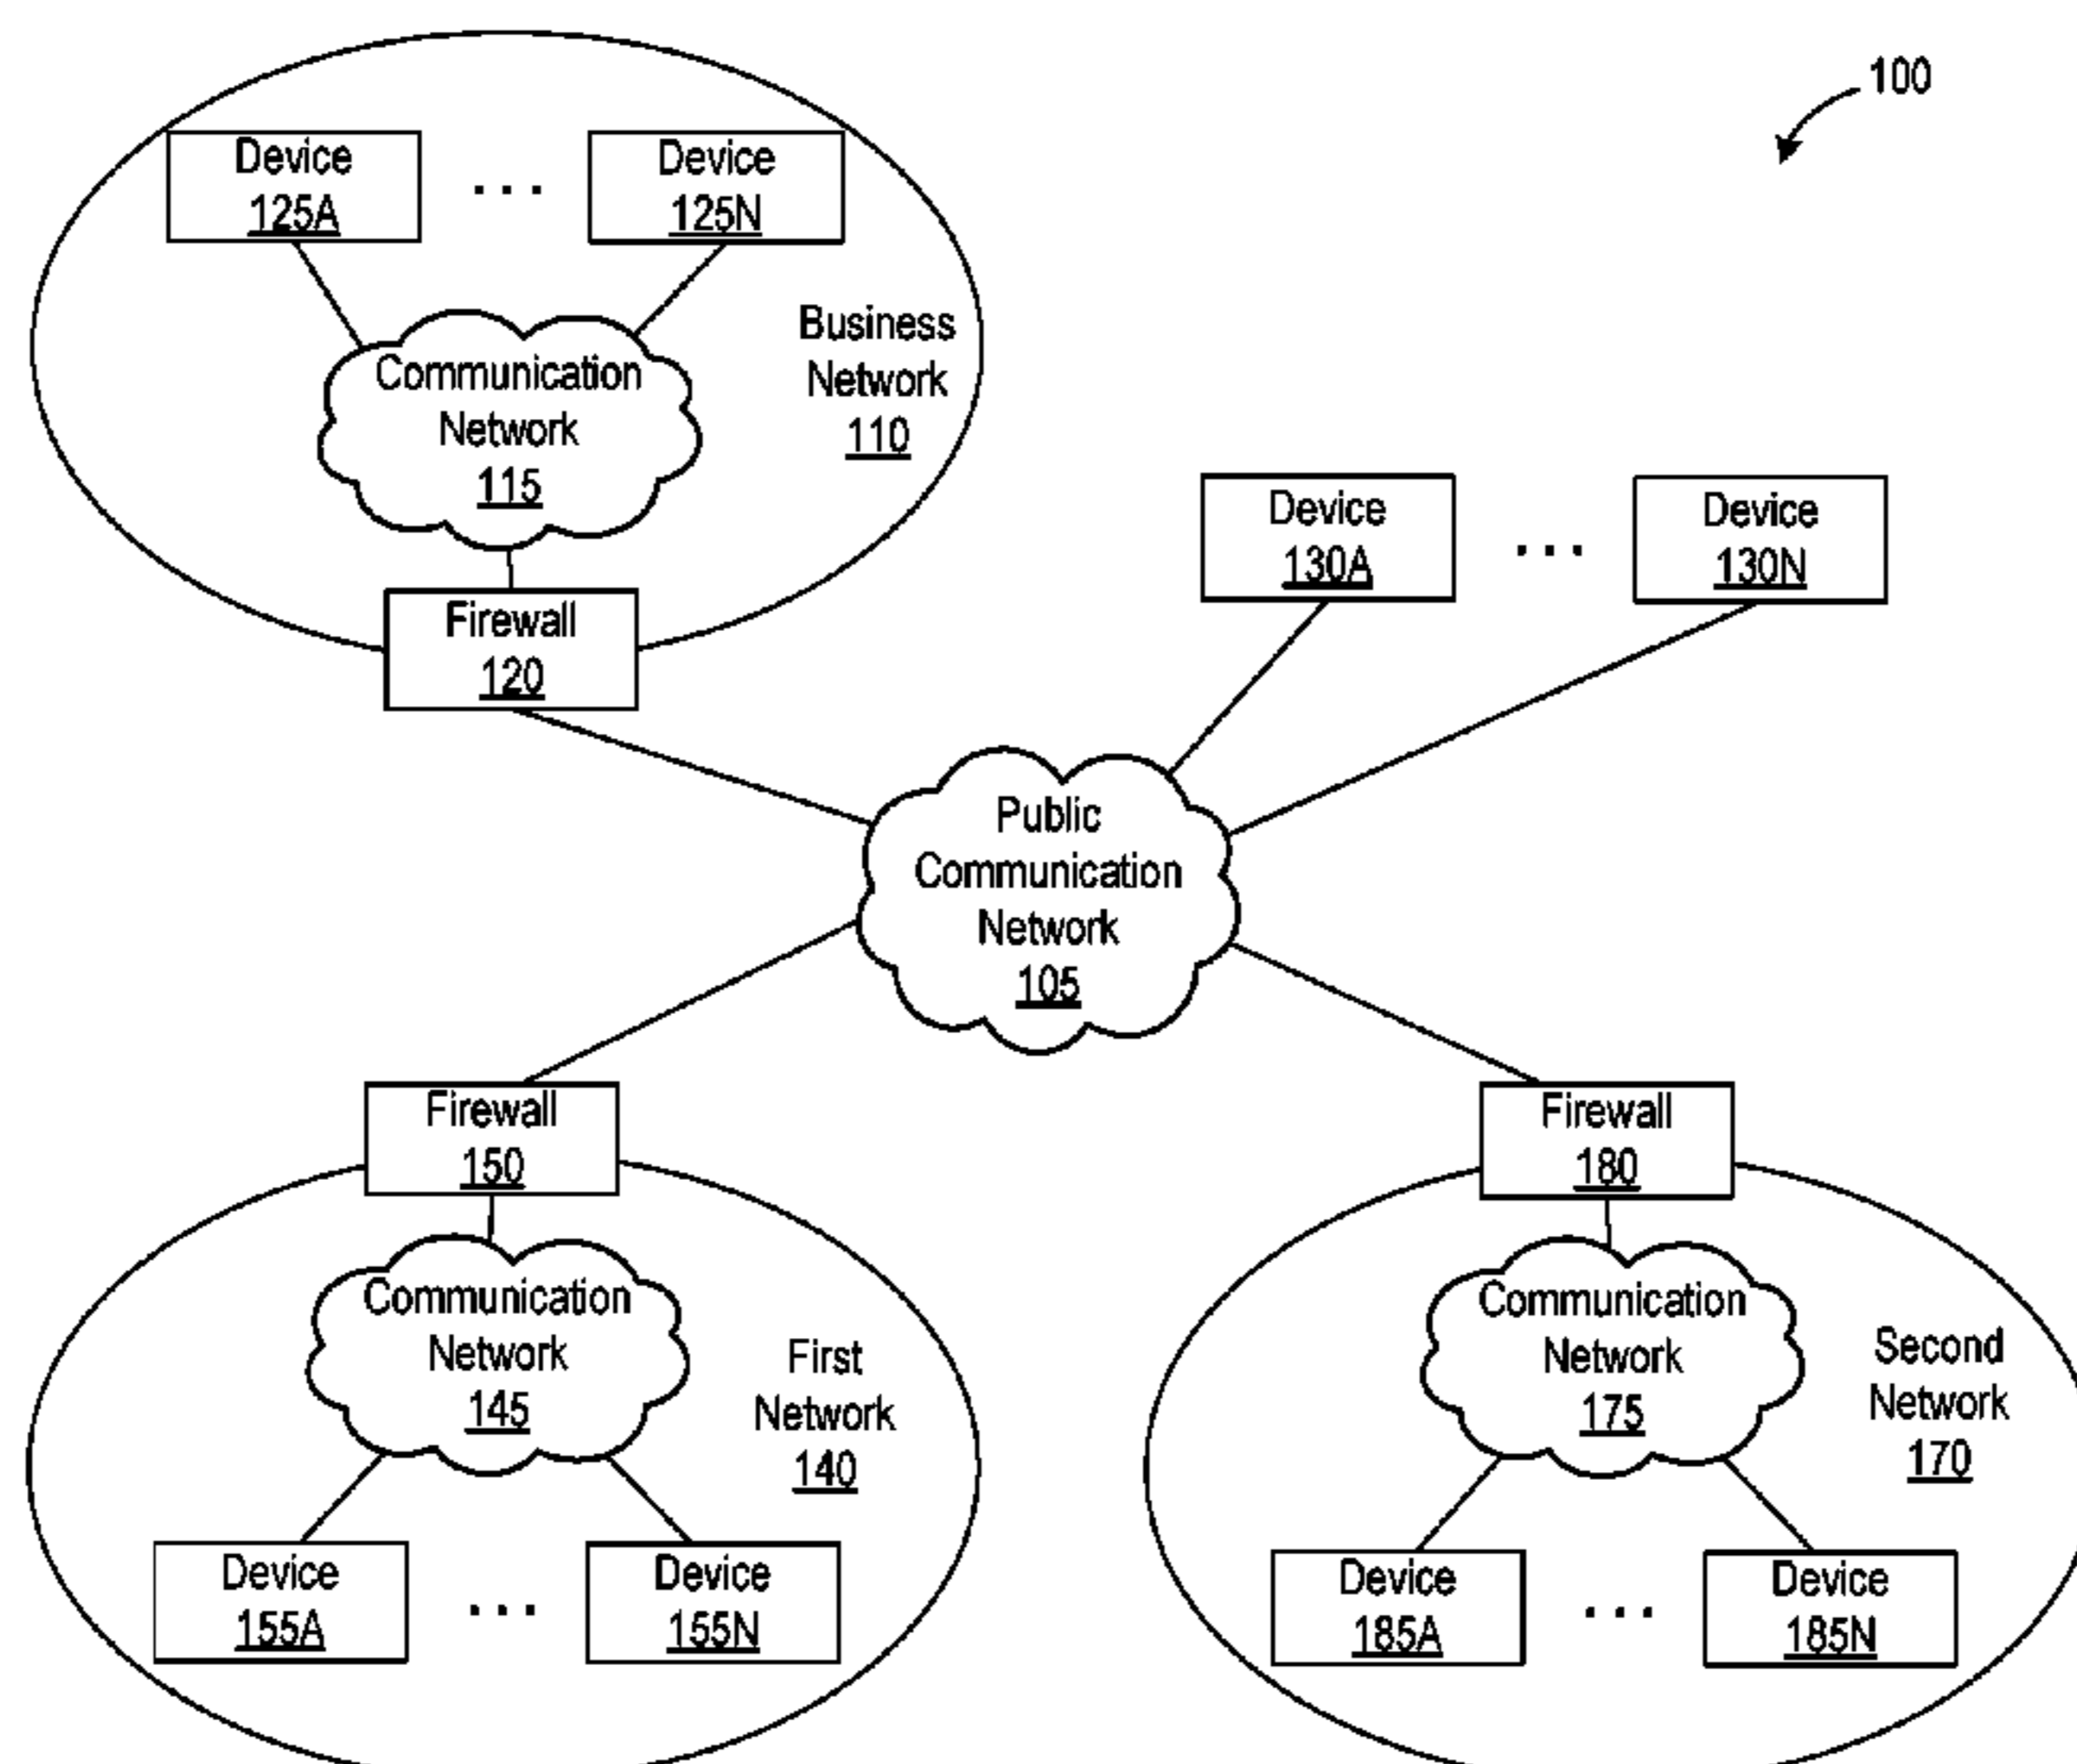 100
Device
125A
...
Device
125N
Business
Network
110
Communication
Network
115
Firewall
120
Device
130A
...
Device
130N
Public
Communication
Network
105
Firewall
150
Communication
Network
145
First
Network
140
Device
155A
...
Device
155N
Firewall
180
Communication
Network
175
Second
Network
170
Device
185A
...
Device
185N